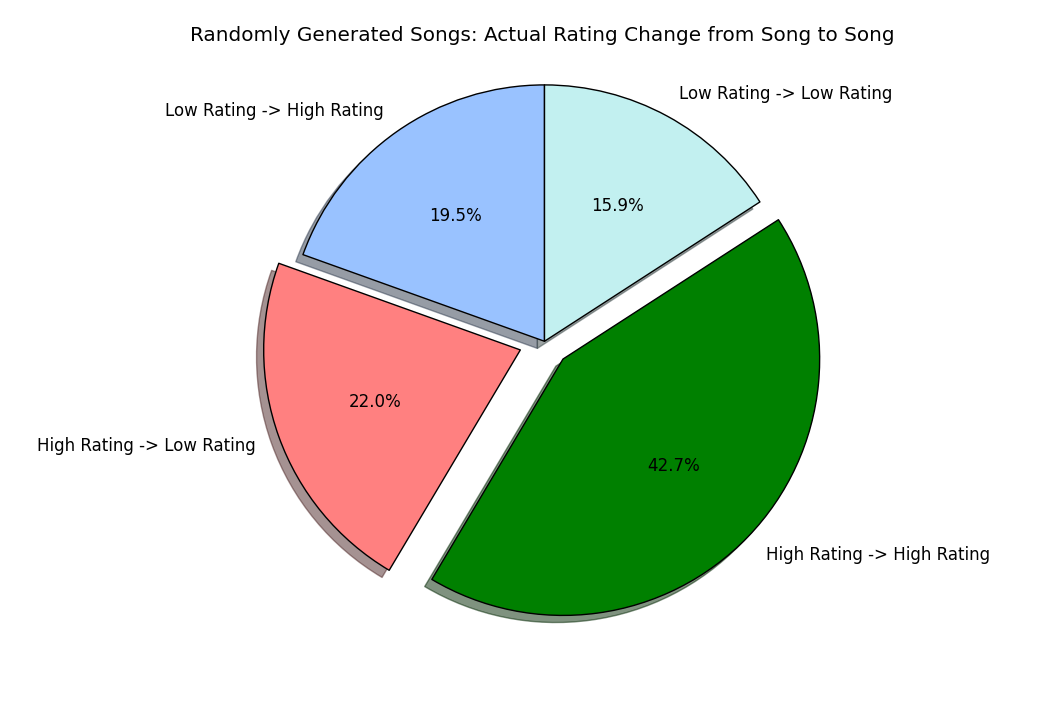 Randomly Generated Songs: Actual Rating Change from Song to Song
Low Rating -> Low Rating
Low Rating -> High Rating
15.9%
19.5%
22.0%
High Rating -> Low Rating
42.7%
High Rating -> High Rating